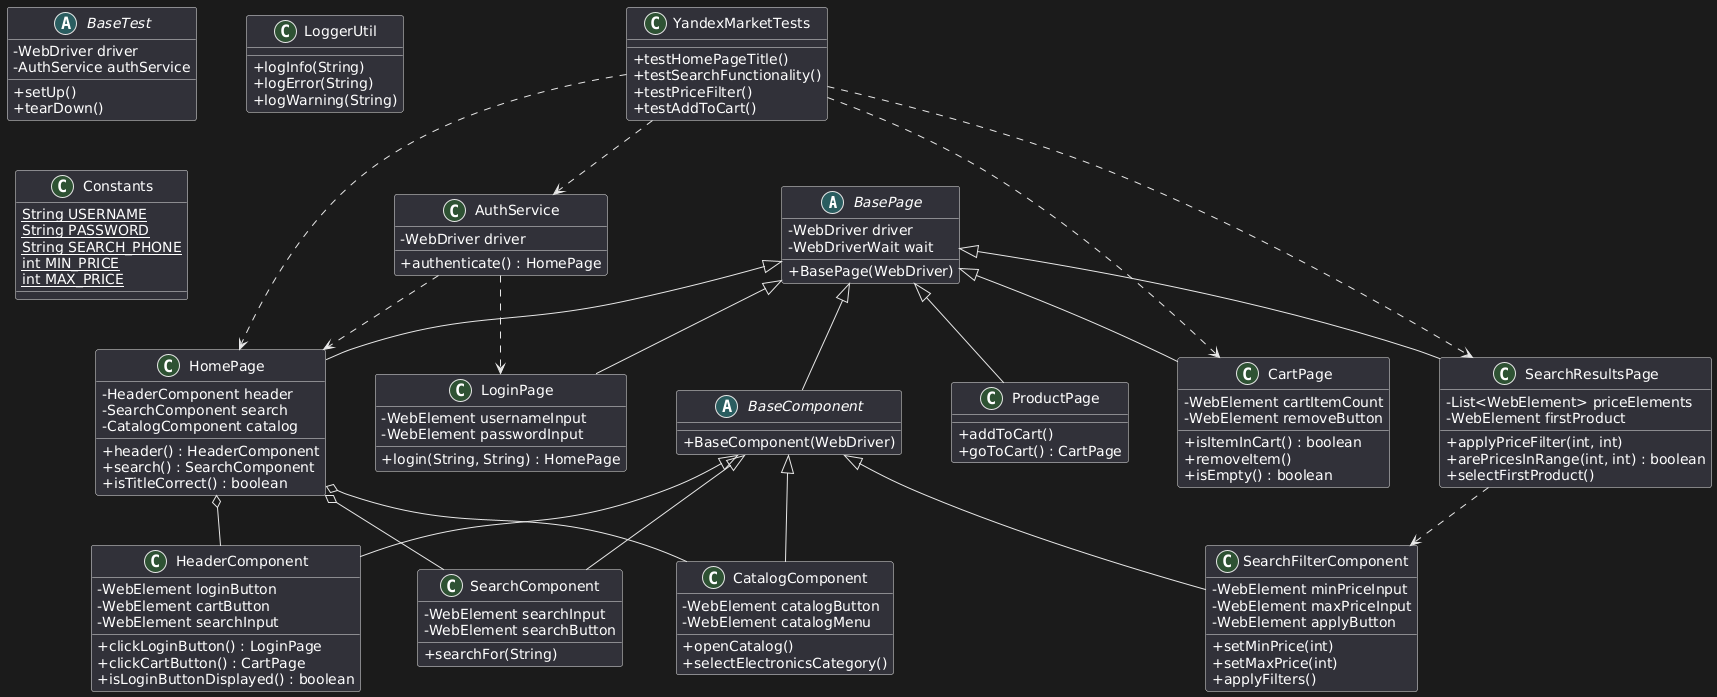 A BaseTest
-WebDriver driver
-AuthService authService
+setUp()
+tearDown()
C LoggerUtil
+logInfo(String)
+logError(String)
+logWarning(String)
C YandexMarketTests
+testHomePageTitle()
+testSearchFunctionality()
+testPriceFilter()
+testAddToCart()
C Constants
String USERNAME
String PASSWORD
String SEARCH_PHONE
int MIN_PRICE
int MAX_PRICE
C AuthService
-WebDriver driver
+authenticate() : HomePage
A BasePage
-WebDriver driver
-WebDriverWait wait
+BasePage(WebDriver)
C HomePage
-HeaderComponent header
-SearchComponent search
-CatalogComponent catalog
+header() : HeaderComponent
+search() : SearchComponent
+isTitleCorrect() : boolean
C LoginPage
-WebElement usernameInput
-WebElement passwordInput
+login(String, String) : HomePage
A BaseComponent
+BaseComponent(WebDriver)
C ProductPage
+addToCart()
+goToCart() : CartPage
C CartPage
-WebElement cartItemCount
-WebElement removeButton
+isItemInCart() : boolean
+removeItem()
+isEmpty() : boolean
C SearchResultsPage
-List<WebElement> priceElements
-WebElement firstProduct
+applyPriceFilter(int, int)
+arePricesInRange(int, int) : boolean
+selectFirstProduct()
C HeaderComponent
-WebElement loginButton
-WebElement cartButton
-WebElement searchInput
+clickLoginButton() : LoginPage
+clickCartButton() : CartPage
+isLoginButtonDisplayed() : boolean
C SearchComponent
-WebElement searchInput
-WebElement searchButton
+searchFor(String)
C CatalogComponent
-WebElement catalogButton
-WebElement catalogMenu
+openCatalog()
+selectElectronicsCategory()
C SearchFilterComponent
-WebElement minPriceInput
-WebElement maxPriceInput
-WebElement applyButton
+setMinPrice(int)
+setMaxPrice(int)
+applyFilters()